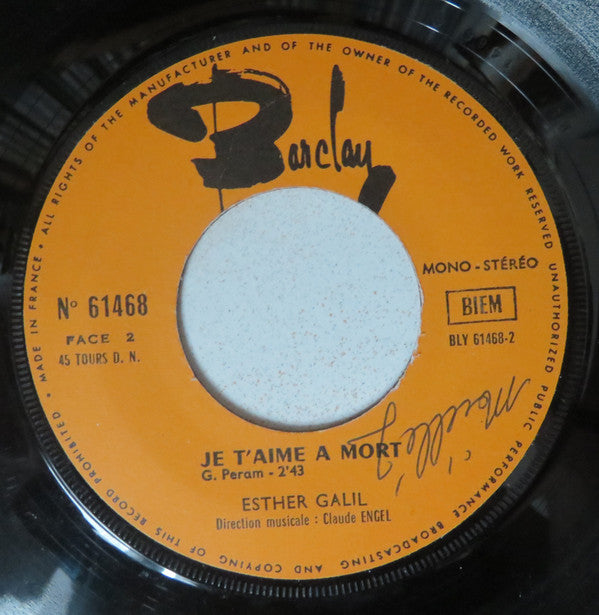 • MADE IN FRANCE • ALL RIGHTS OF THE MANUFACTURER AND OF THE OWNER OF THE RECORDED WORK RESERVED UNAUTHORIZED PUBLIC PERFORMANCE BROADCASTING AND COPYING OF THIS RECORD PROHIBITED
Barclay
MONO - STÉRÉO
Nº 61468
BIEM
FACE 2
BLY 61468-2
45 TOURS D. N.
JE T'AIME A MORT
G. Peram - 2'43
ESTHER GALIL
Direction musicale : Claude ENGEL